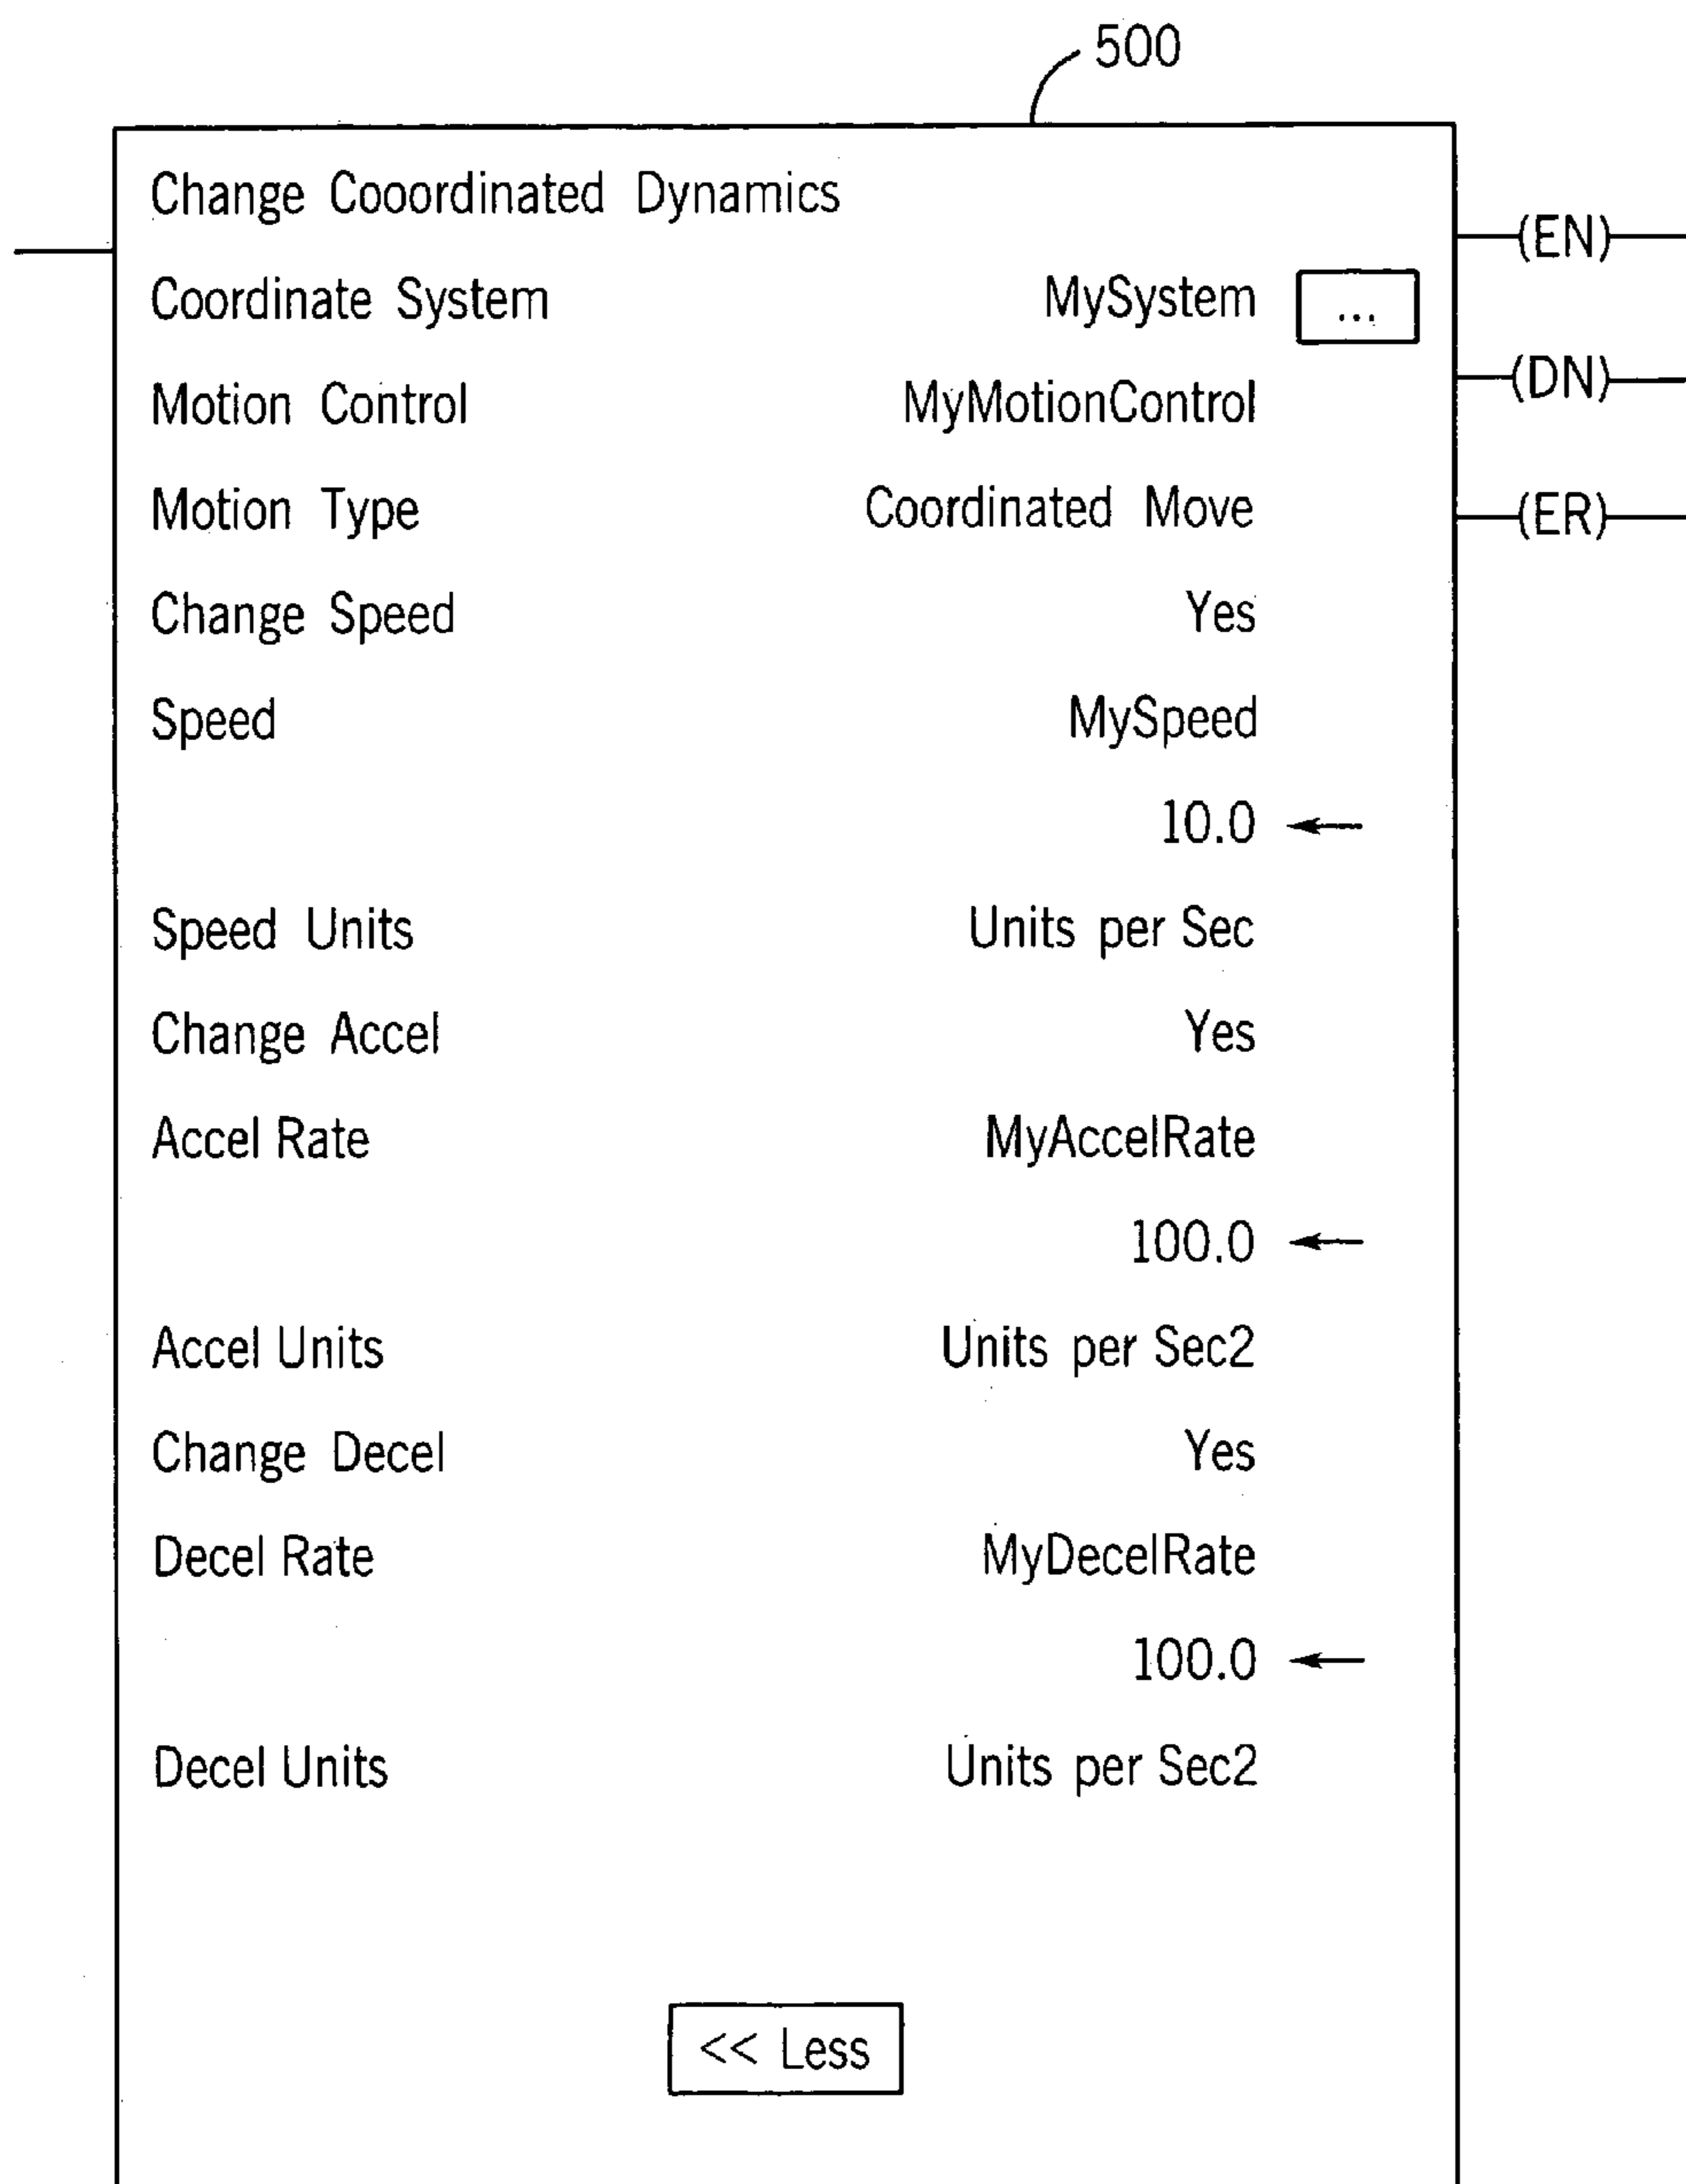 500
Change Cooordinated Dynamics
(EN)
Coordinate System MySystem ...
(DN)
Motion Control MyMotionControl
Motion Type Coordinated Move
(ER)
Change Speed Yes
Speed MySpeed
10.0
Speed Units Units per Sec
Change Accel Yes
Accel Rate MyAccelRate
100.0
Accel Units Units per Sec2
Change Decel Yes
Decel Rate MyDecelRate
100.0
Decel Units Units per Sec2
<< Less